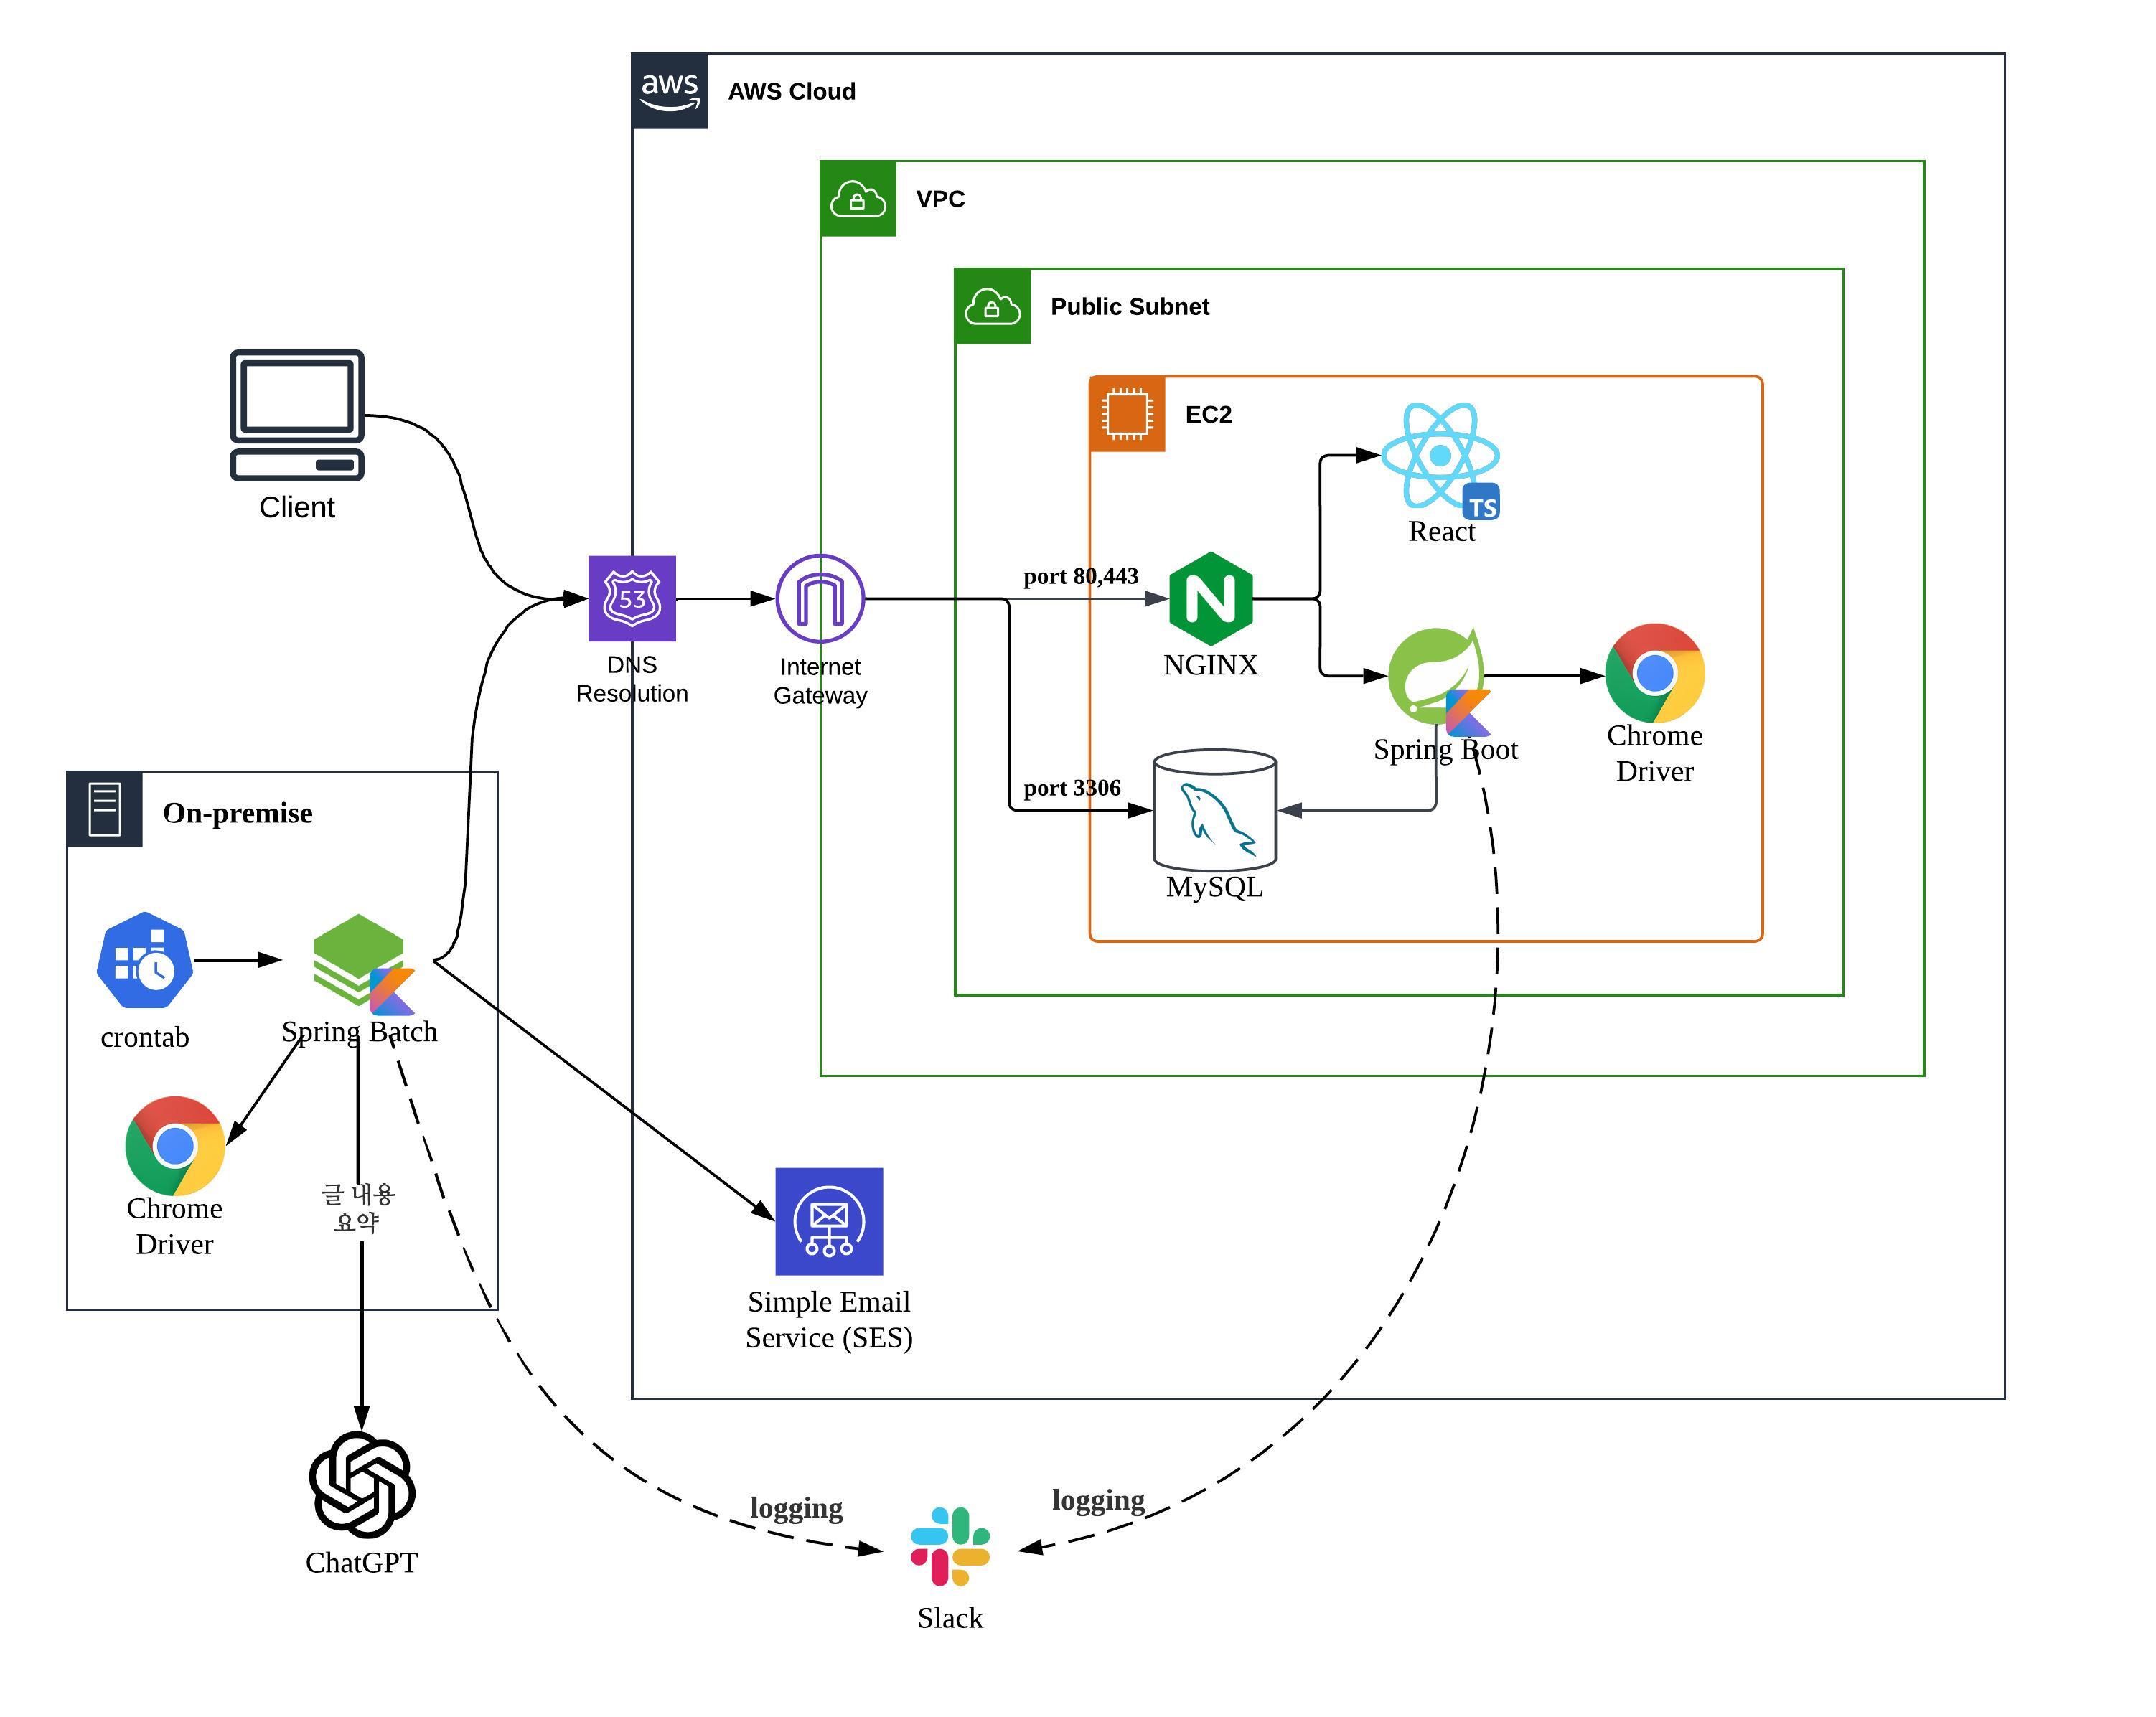 aws
AWS Cloud
VPC
Public Subnet
EC2
Client
TS
React
port 80,443
53
NGINX
DNS
Resolution
Internet
Gateway
Spring Boot
Chrome
Driver
port 3306
MySQL
On-premise
crontab
Spring Batch
Chrome
Driver
글 내용
요약
Simple Email
Service (SES)
logging
logging
ChatGPT
Slack